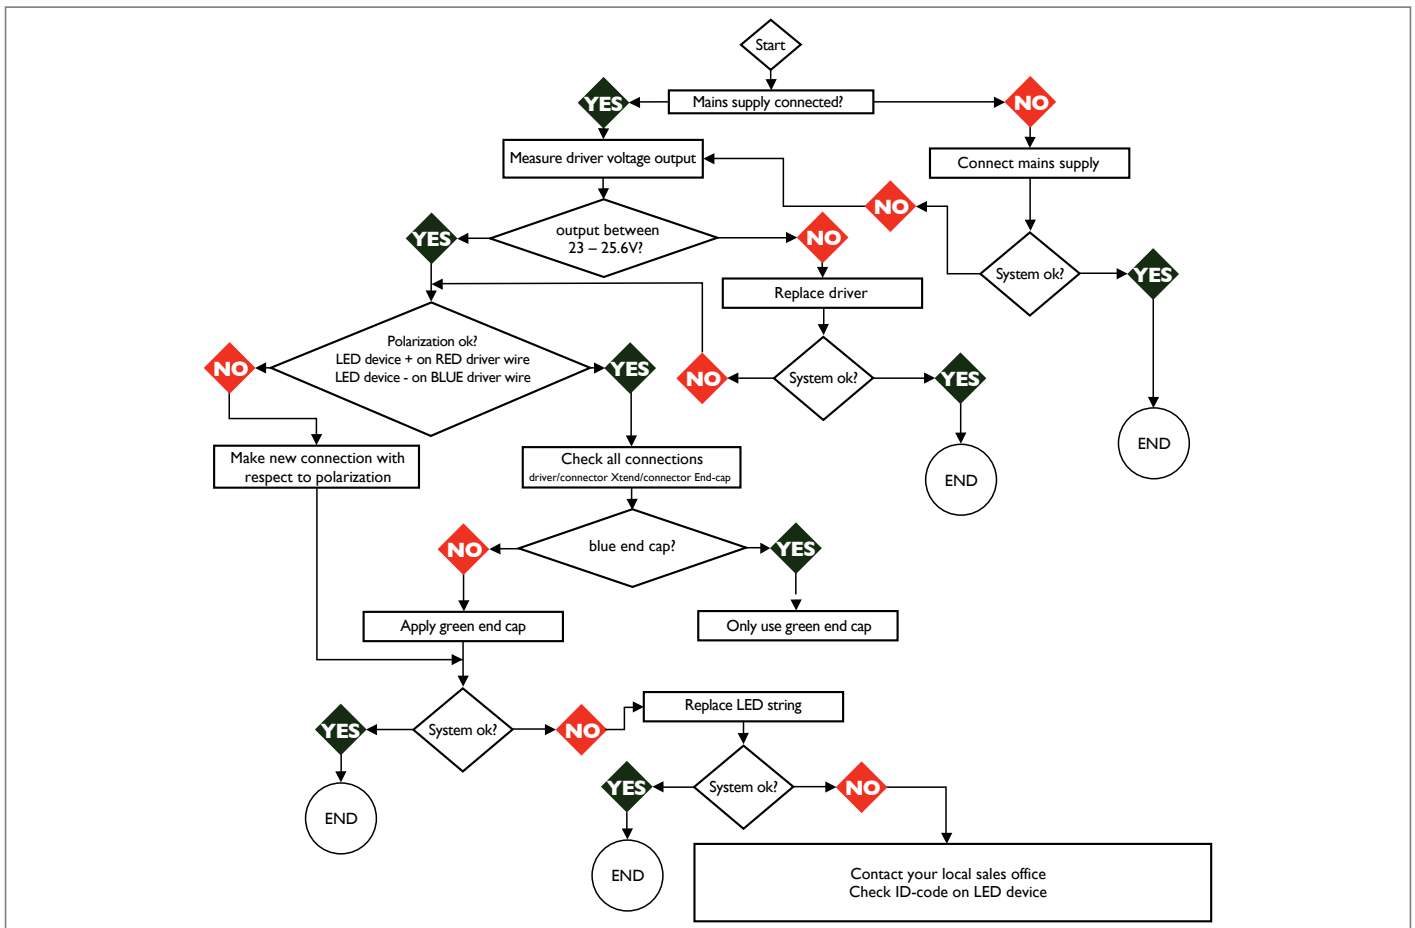 Start
YES
Mains supply connected?
NO
Measure driver voltage output
Connect mains supply
NO
YES
output between
23 – 25.6V?
NO
System ok?
YES
Replace driver
Polarization ok?
LED device + on RED driver wire
LED device - on BLUE driver wire
NO
YES
NO
System ok?
YES
END
END
Make new connection with
respect to polarization
Check all connections
driver/connector Xtend/connector End-cap
NO
blue end cap?
YES
Apply green end cap
Only use green end cap
Replace LED string
YES
System ok?
NO
YES
System ok?
NO
END
END
Contact your local sales office
Check ID-code on LED device